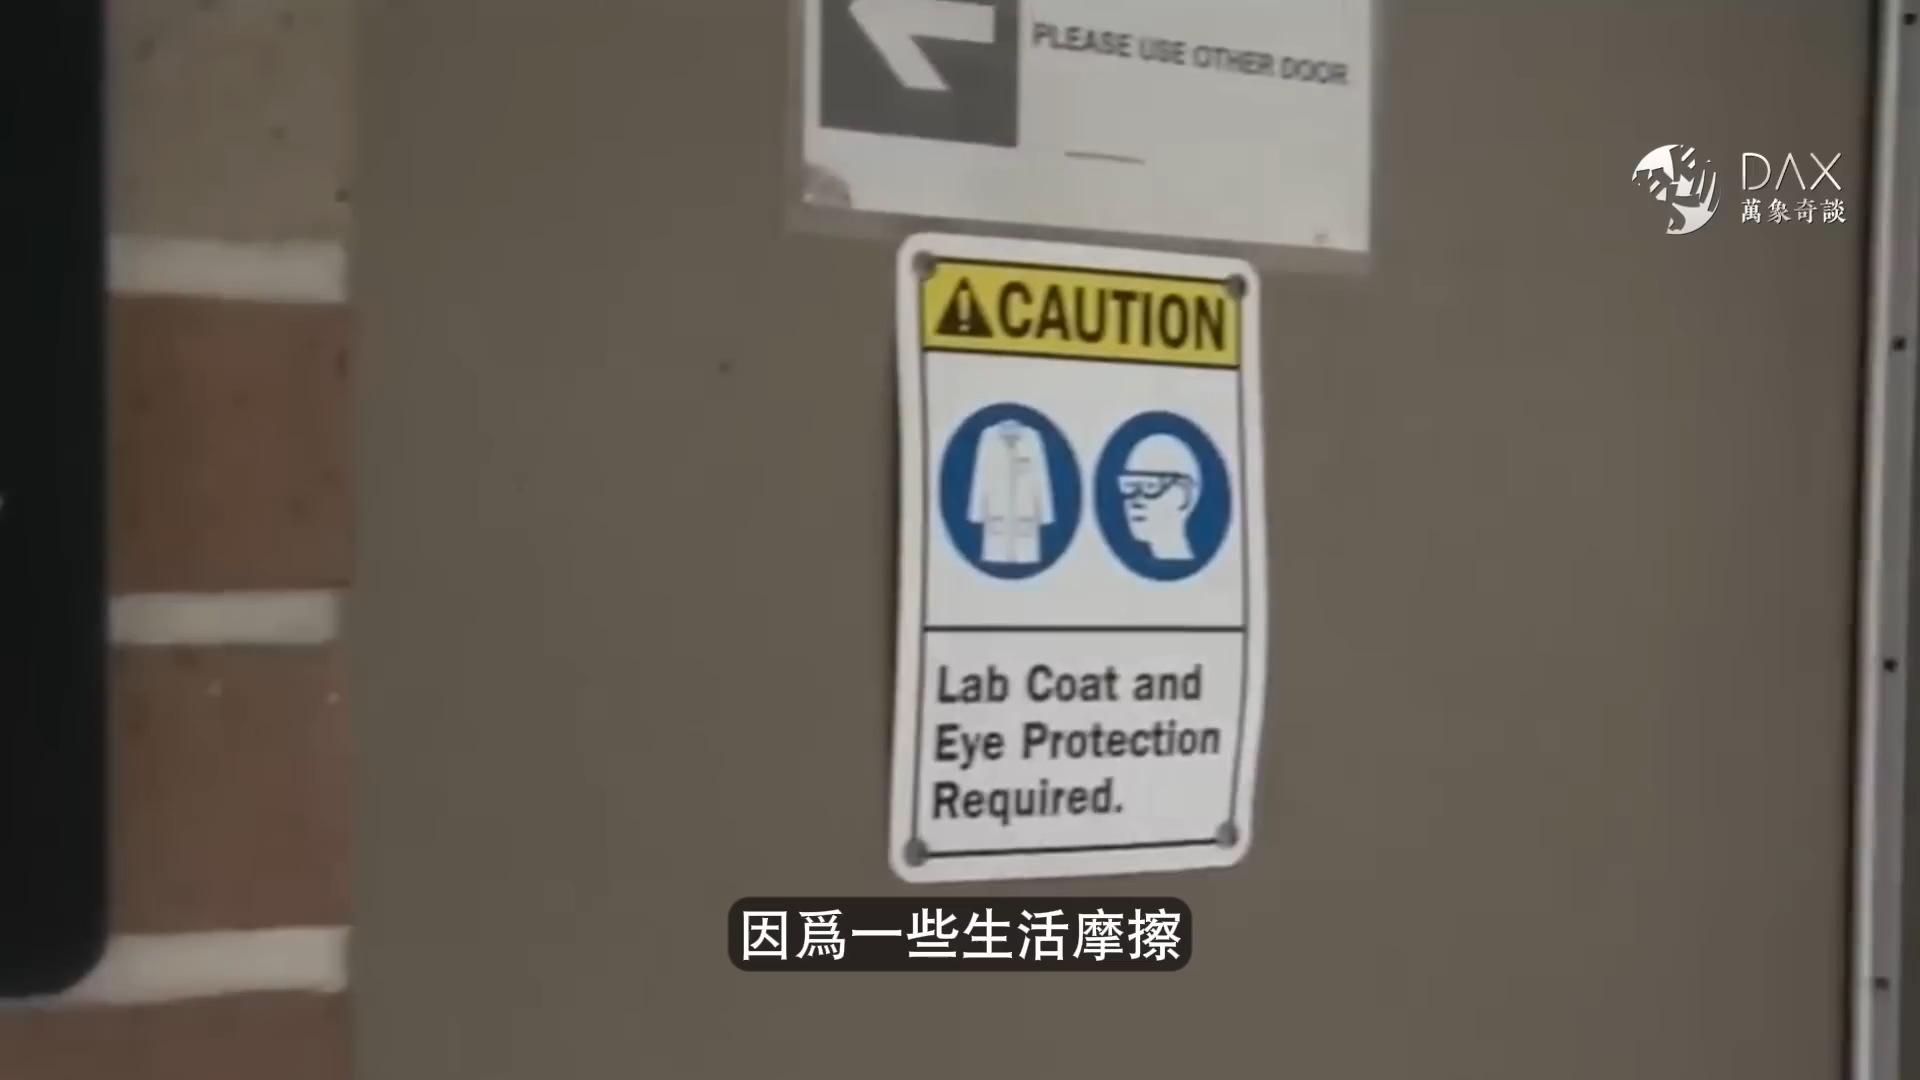 PLEASE USE OTHER DOOR
DAX
萬象奇談
CAUTION
Lab Coat and
Eye Protection
Required.
因爲一些生活摩擦